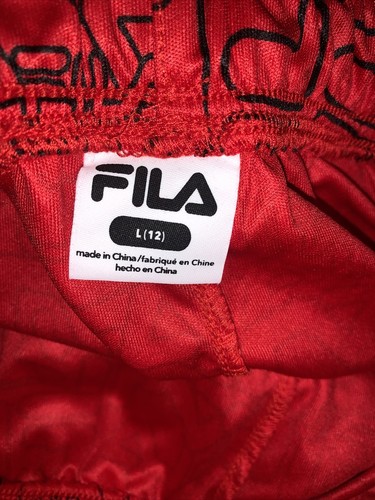 FILA
L (12)
made in China/fabriqué en Chine
hecho en China